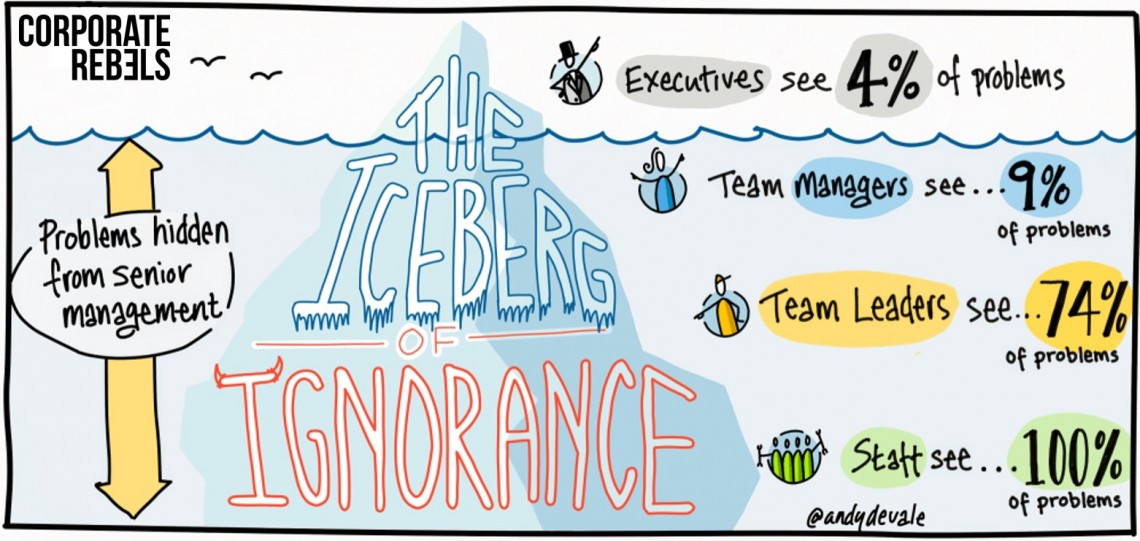 CORPORATE
REBELS
THE
ICEBERG
OF
IGNORANCE
Executives see 4% of problems
Team Managers see...9%
of problems
Problems hidden
from senior
management
Team Leaders see...74%
of problems
Staff see...100%
of problems
@andydevale